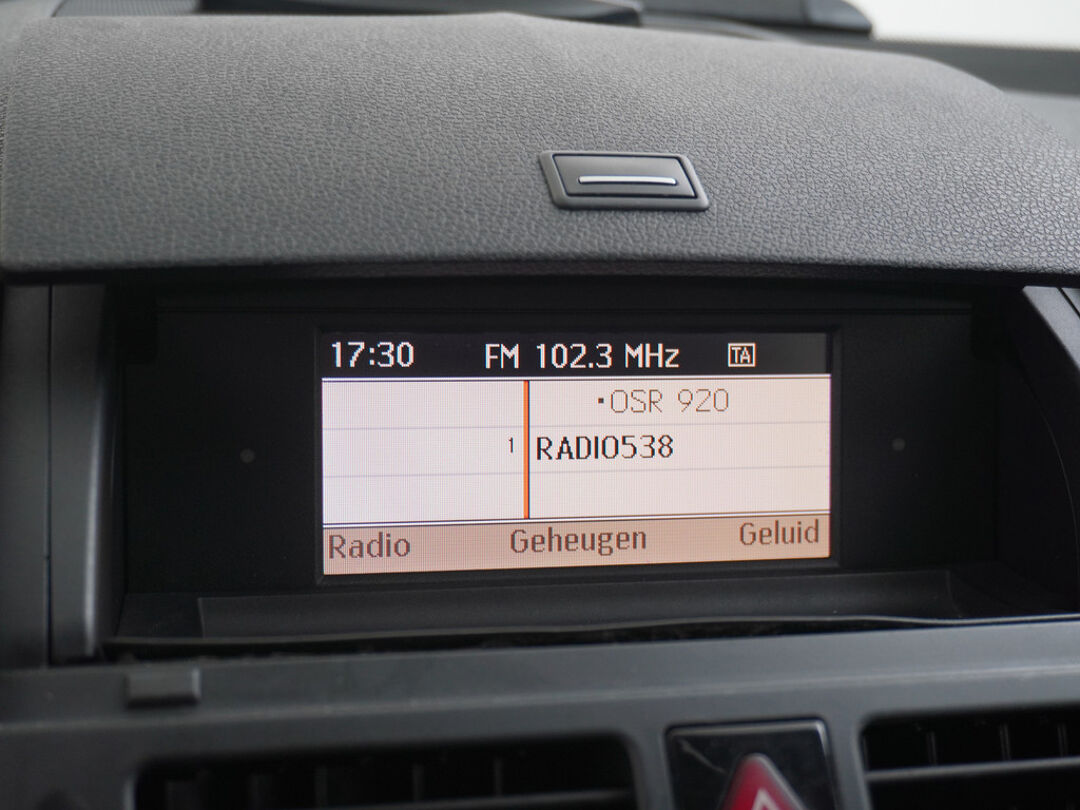 17:30 FM 102.3 MHz TA
OSR 920
1 RADIO538
Radio Geheugen Geluid